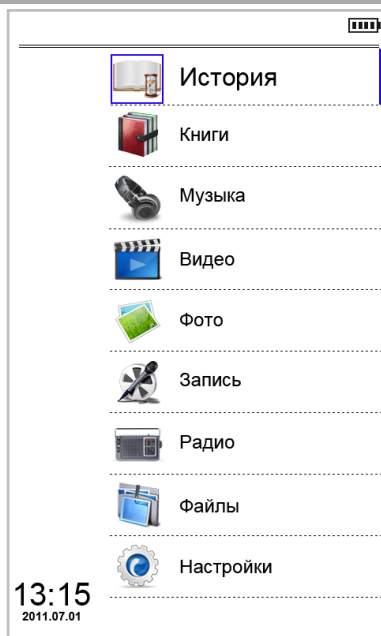 История
Книги
Музыка
Видео
Фото
Запись
Радио
Файлы
Настройки
13:15
2011.07.01